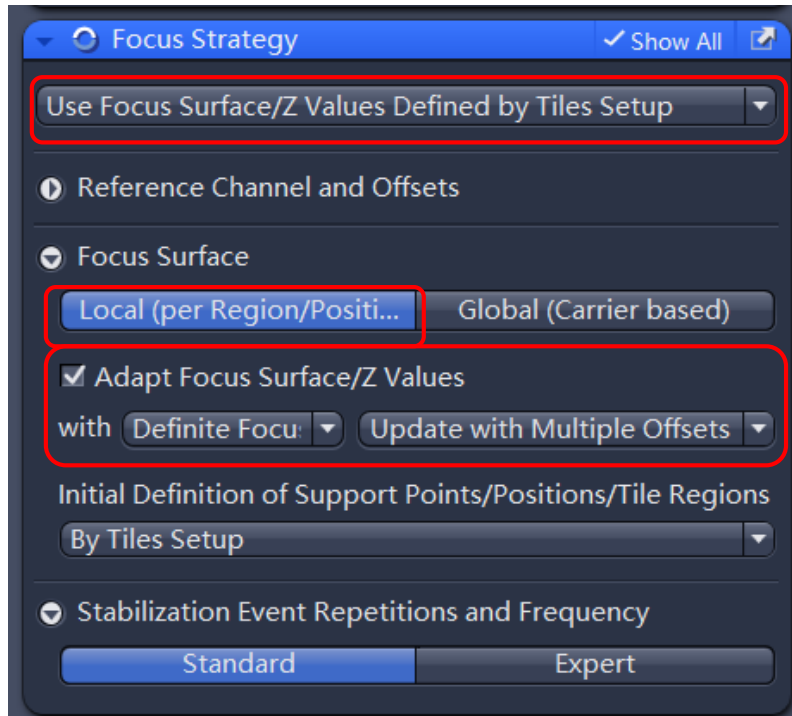 Focus Strategy Show All
Use Focus Surface/Z Values Defined by Tiles Setup
Reference Channel and Offsets
Focus Surface
Local (per Region/Positi... Global (Carrier based)
Adapt Focus Surface/Z Values
with Definite Focu Update with Multiple Offsets
Initial Definition of Support Points/Positions/Tile Regions
By Tiles Setup
Stabilization Event Repetitions and Frequency
Standard Expert